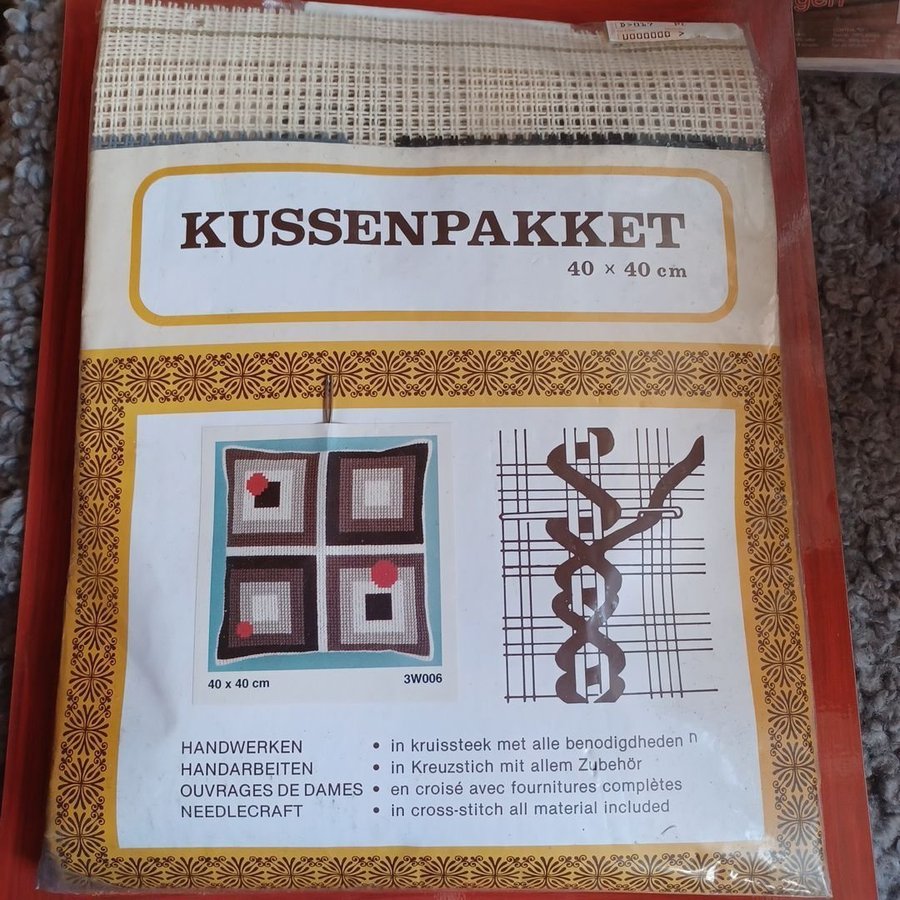 U000000 >
KUSSENPAKKET
40 × 40 cm
40 x 40 cm
3W006
HANDWERKEN • in kruissteek met alle benodigdheden
HANDARBEITEN • in Kreuzstich mit allem Zubehör
OUVRAGES DE DAMES • en croisé avec fournitures complètes
NEEDLECRAFT • in cross-stitch all material included